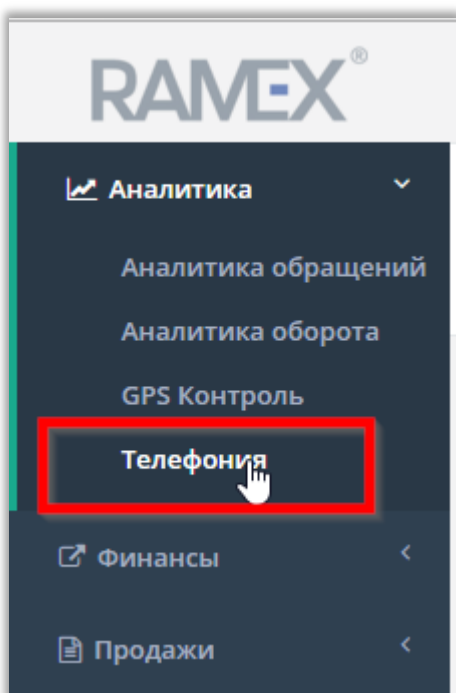 RAMEX®
Аналитика
Аналитика обращений
Аналитика оборота
GPS Контроль
Телефония
Финансы
Продажи